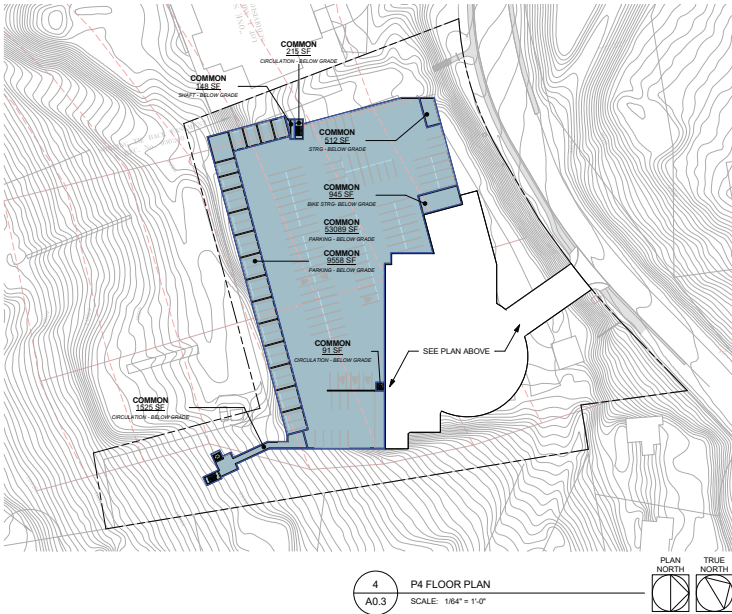 COMMON
215 SF
CIRCULATION - BELOW GRADE
COMMON
148 SF
SHAFT - BELOW GRADE
COMMON
512 SF
STRG - BELOW GRADE
COMMON
945 SF
BIKE STRG- BELOW GRADE
COMMON
53089 SF
PARKING - BELOW GRADE
COMMON
9558 SF
PARKING - BELOW GRADE
COMMON
91 SF
CIRCULATION - BELOW GRADE
SEE PLAN ABOVE
COMMON
1525 SF
CIRCULATION - BELOW GRADE
4
A0.3
P4 FLOOR PLAN
SCALE: 1/64" = 1'-0"
PLAN
NORTH
TRUE
NORTH